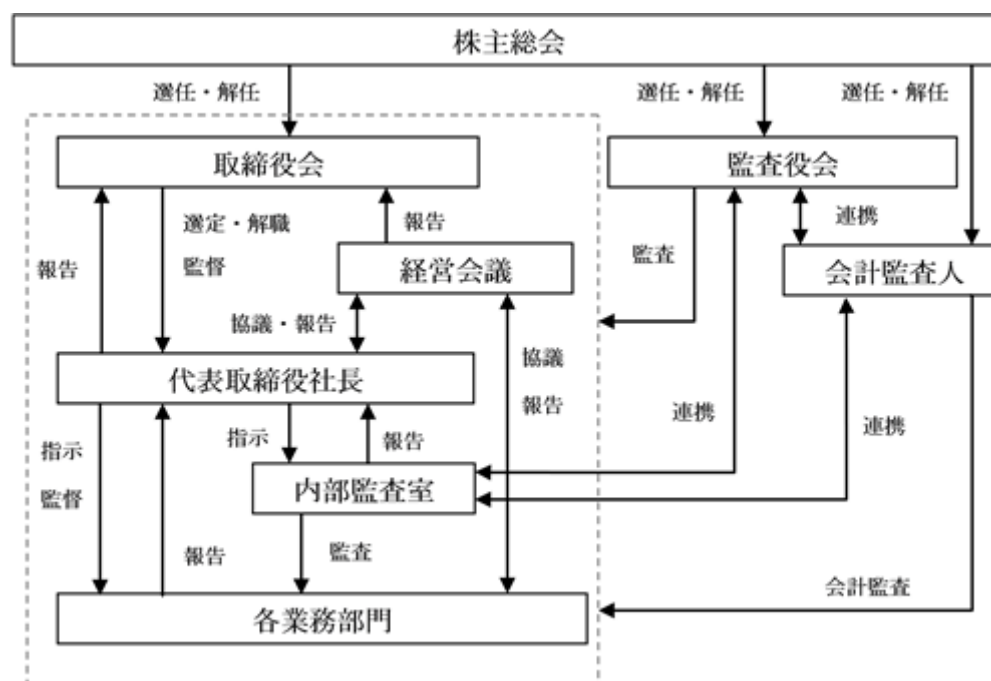 株主総会
選任・解任
選任・解任
選任・解任
取締役会
監査役会
報告
選定・解職
監督
報告
経営会議
監査
連携
会計監査人
協議・報告
代表取締役社長
協議
報告
指示
監督
指示
報告
連携
連携
内部監査室
報告
監査
会計監査
各業務部門